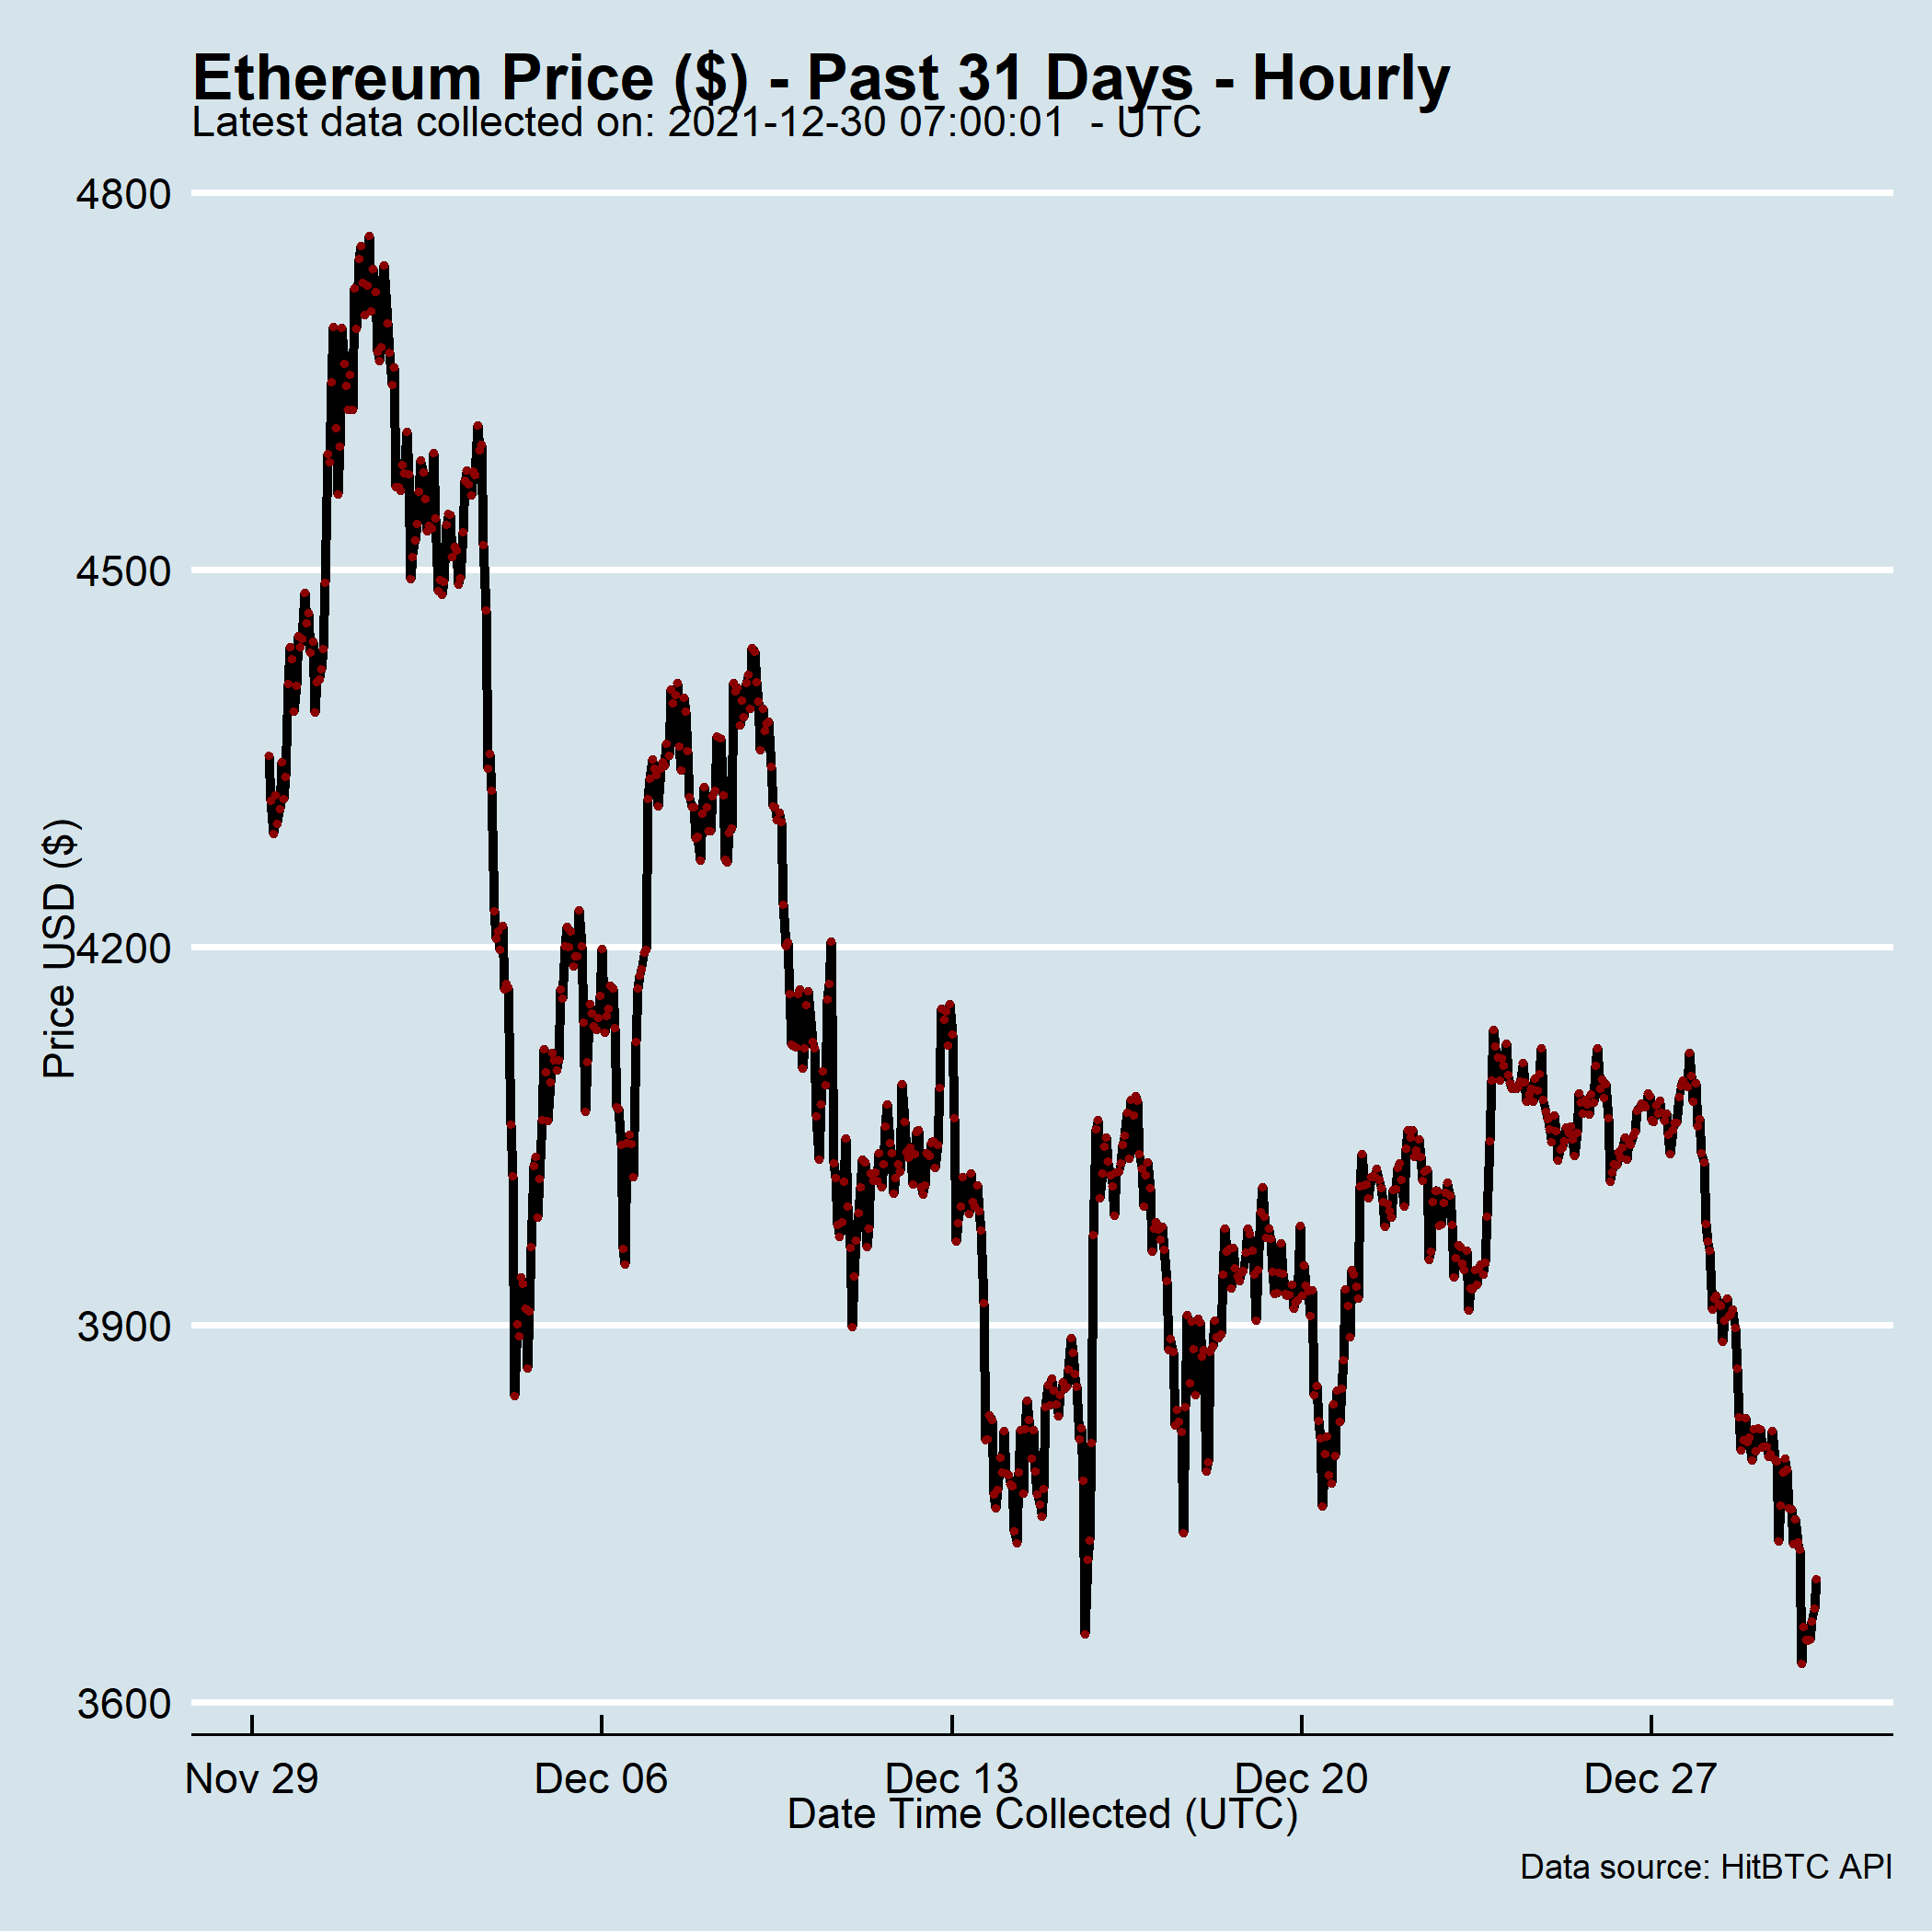 Ethereum Price ($) - Past 31 Days - Hourly
Latest data collected on: 2021-12-30 07:00:01  - UTC
4800
4500
4200
3900
3600
Price USD ($)
Nov 29 Dec 06 Dec 13 Dec 20 Dec 27
Date Time Collected (UTC)
Data source: HitBTC API